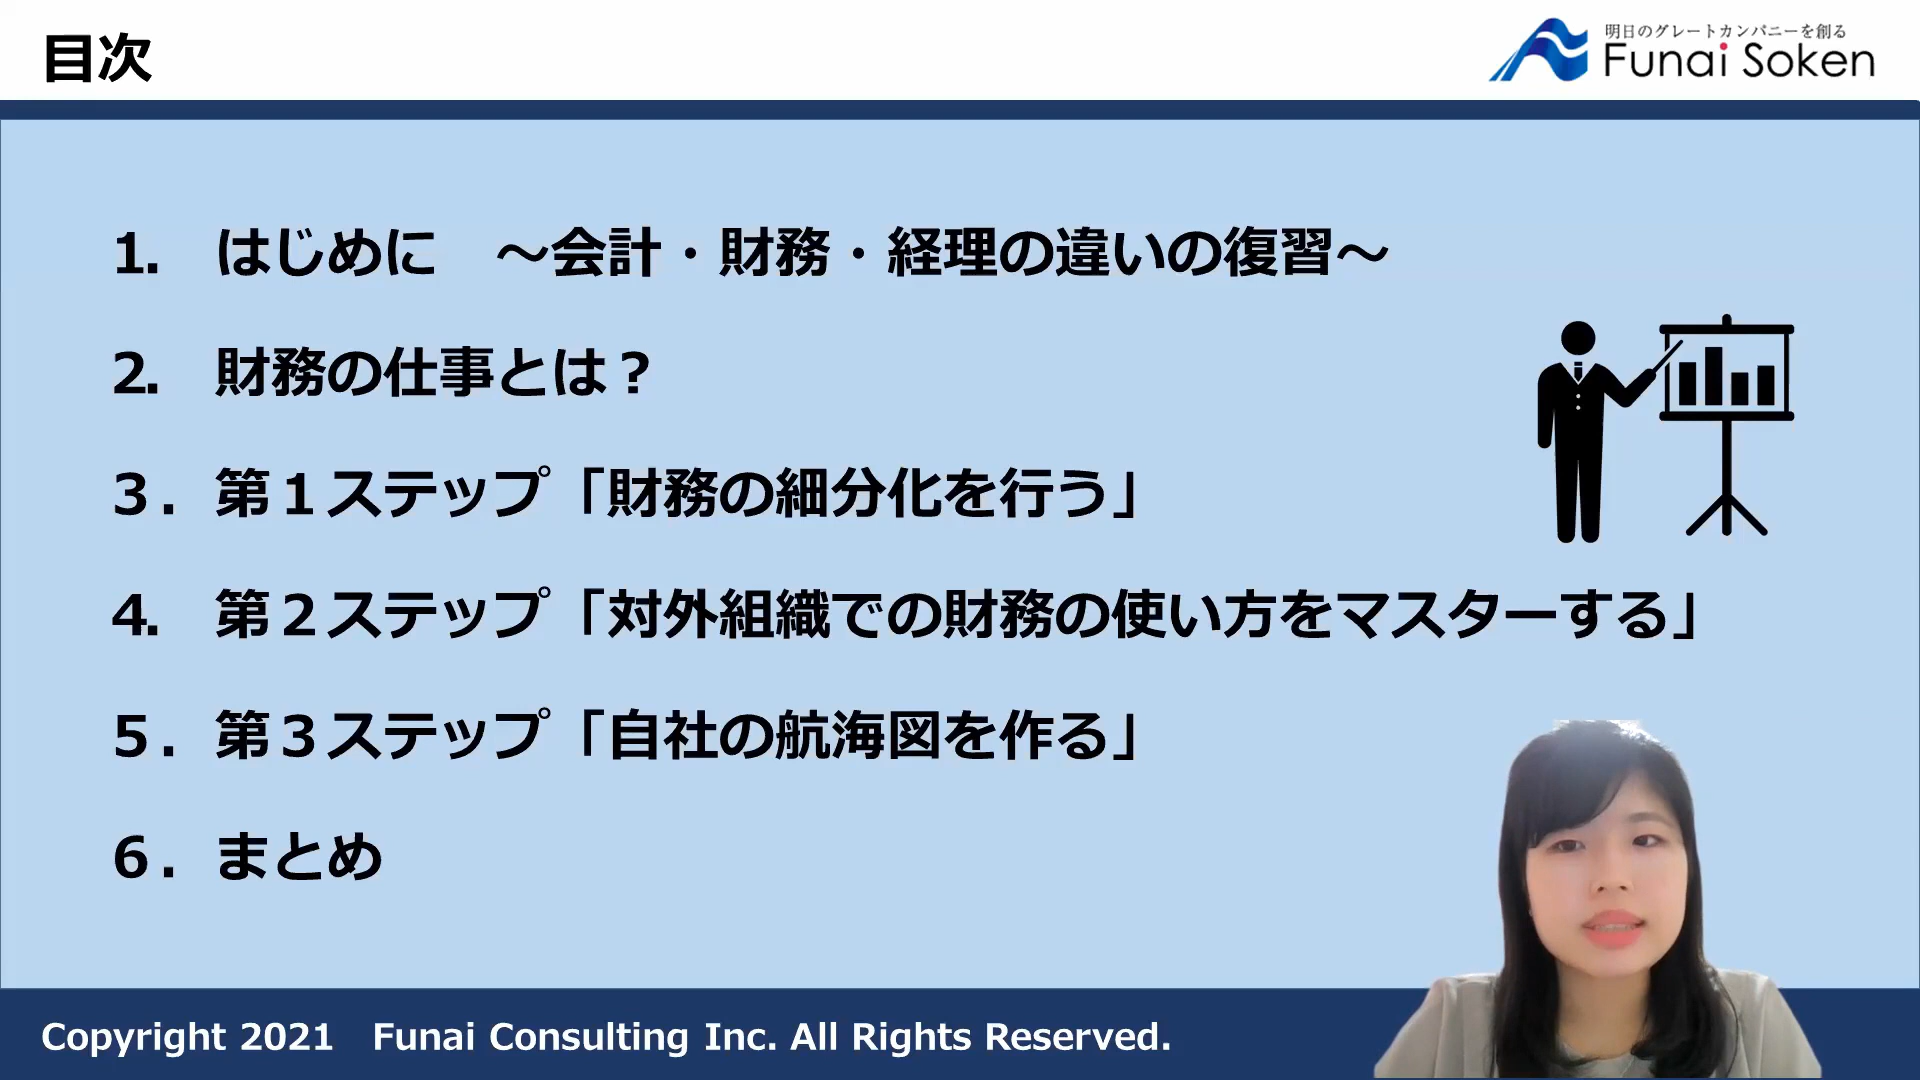 目次
明日のグレートカンパニーを創る
Funai Soken
1. はじめに　～会計・財務・経理の違いの復習～
2. 財務の仕事とは？
３．第１ステップ「財務の細分化を行う」
4. 第２ステップ「対外組織での財務の使い方をマスターする」
５．第３ステップ「自社の航海図を作る」
６．まとめ
Copyright 2021　Funai Consulting Inc. All Rights Reserved.